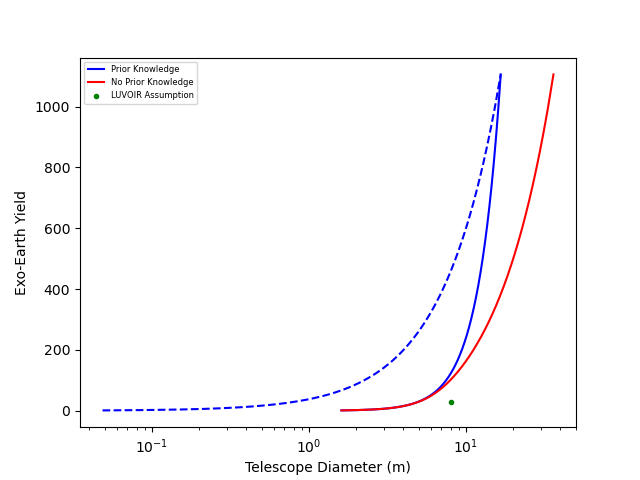 Prior Knowledge
No Prior Knowledge
LUVOIR Assumption
Exo-Earth Yield
1000
800
600
400
200
0
10⁻¹
10⁰
10¹
Telescope Diameter (m)